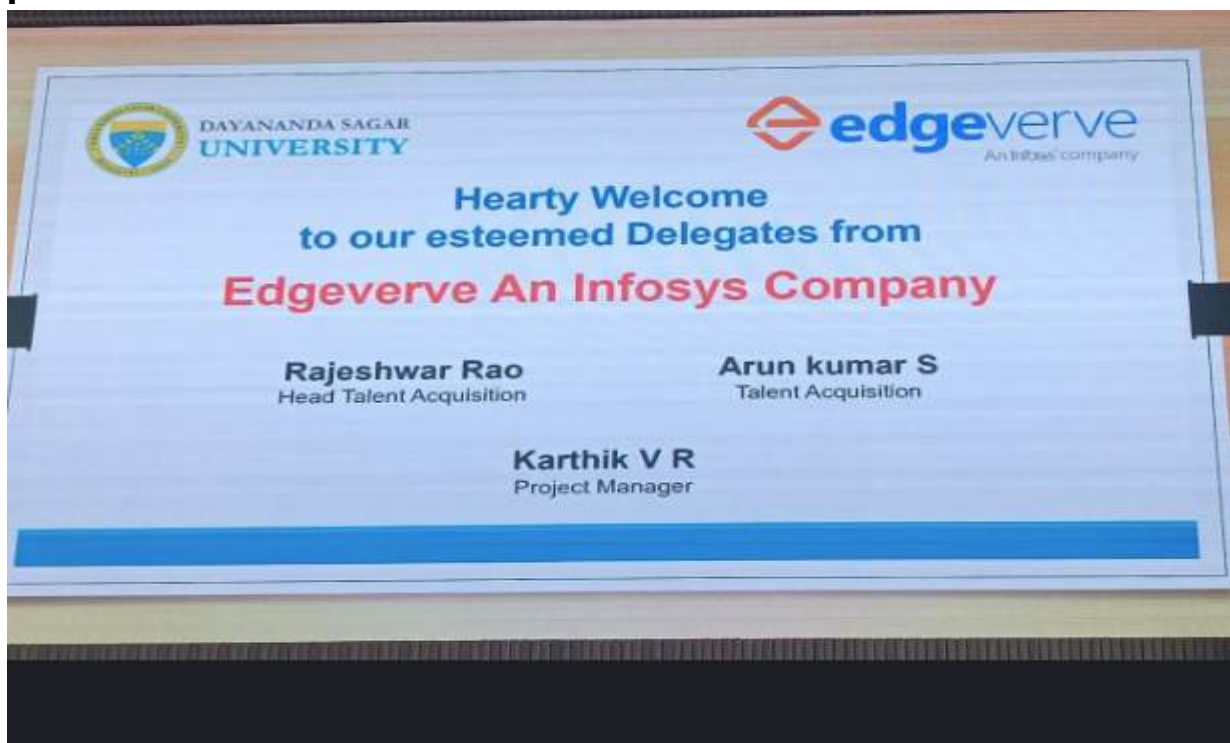 DAYANANDA SAGAR
UNIVERSITY
edgeverve
An Infosys company
Hearty Welcome
to our esteemed Delegates from
Edgeverve An Infosys Company
Rajeshwar Rao
Head Talent Acquisition
Arun kumar S
Talent Acquisition
Karthik V R
Project Manager